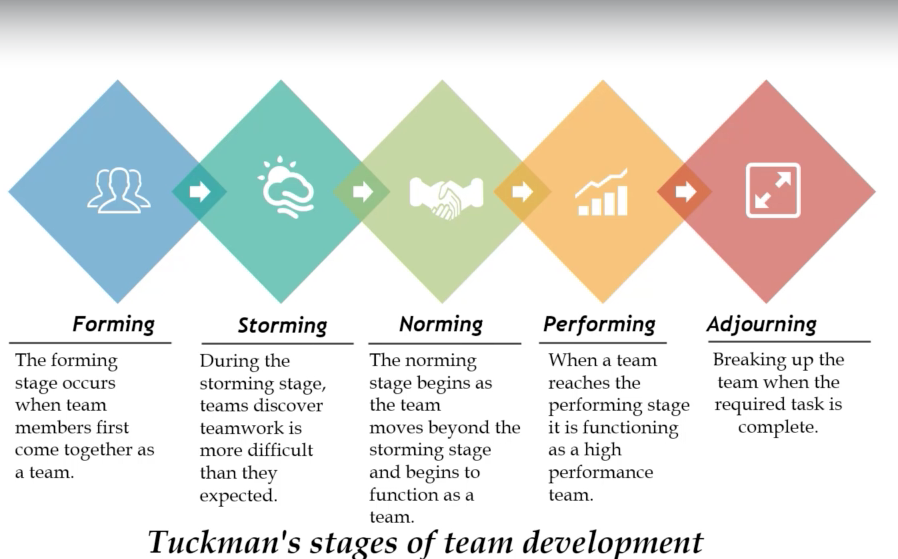 Forming
The forming
stage occurs
when team
members first
come together as
a team.
Storming
During the
storming stage,
teams discover
teamwork is
more difficult
than they
expected.
Norming
The norming
stage begins as
the team
moves beyond the
storming stage
and begins to
function as a
team.
Performing
When a team
reaches the
performing stage
it is functioning
as a high
performance
team.
Adjourning
Breaking up the
team when the
required task is
complete.
Tuckman's stages of team development